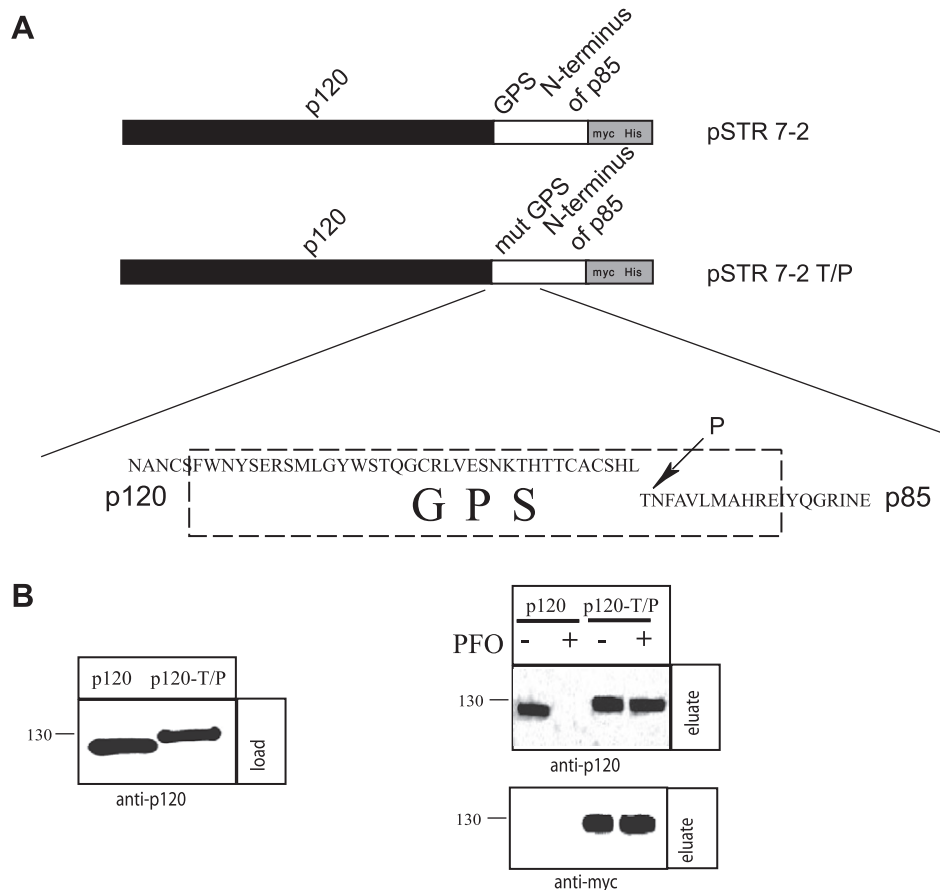 A
p120
GPS
N-terminus
of p85
myc His
pSTR 7-2
p120
mut GPS
N-terminus
of p85
myc His
pSTR 7-2 T/P
P
NANCSFWNYSERSMLGYWSTQGCRLVESNKTHTTCACSHL
p120
G P S
TNFAVLMAHREIYQGRINE
p85
B
p120 p120-T/P
130
load
anti-p120
p120 p120-T/P
PFO - + - +
130
eluate
anti-p120
130
eluate
anti-myc